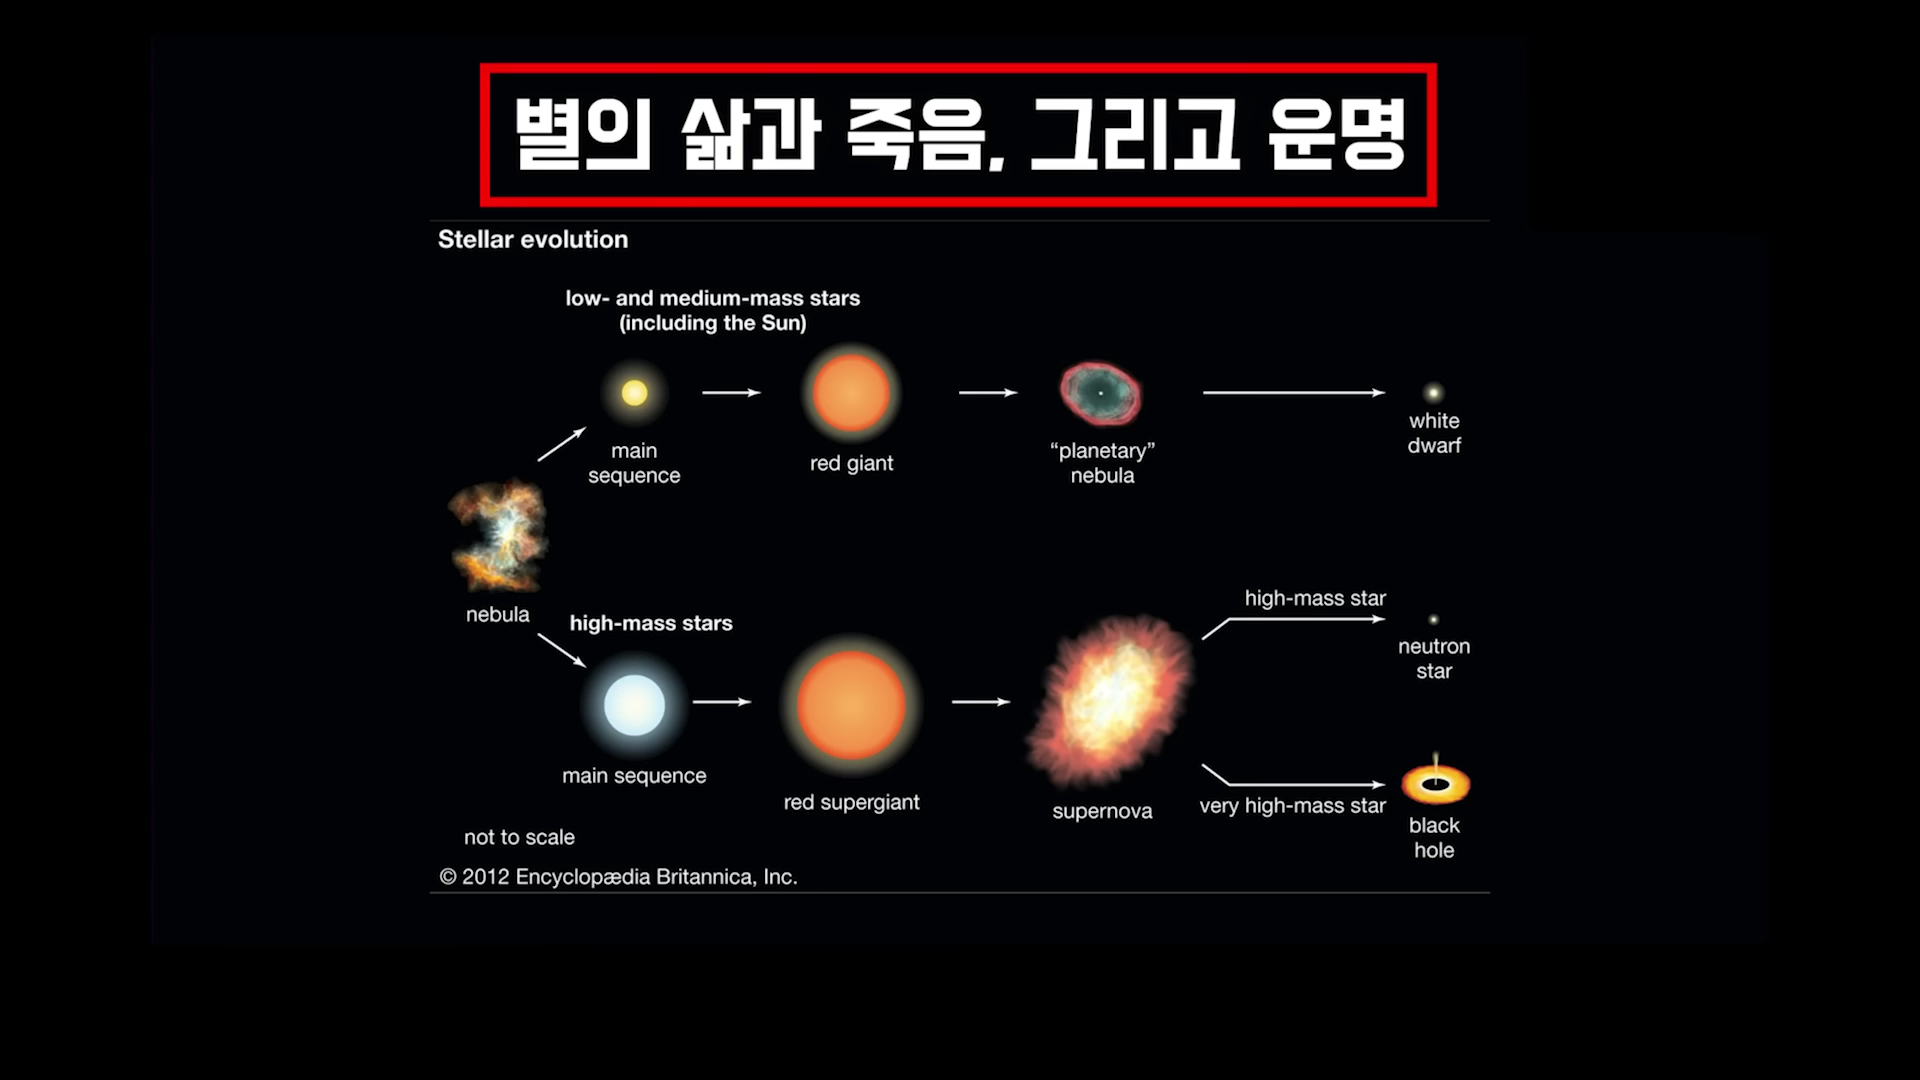 별의 삶과 죽음, 그리고 운명
Stellar evolution
low- and medium-mass stars
(including the Sun)
main
sequence
red giant
“planetary”
nebula
white
dwarf
nebula
high-mass stars
main sequence
red supergiant
supernova
high-mass star
neutron
star
very high-mass star
black
hole
not to scale
© 2012 Encyclopædia Britannica, Inc.